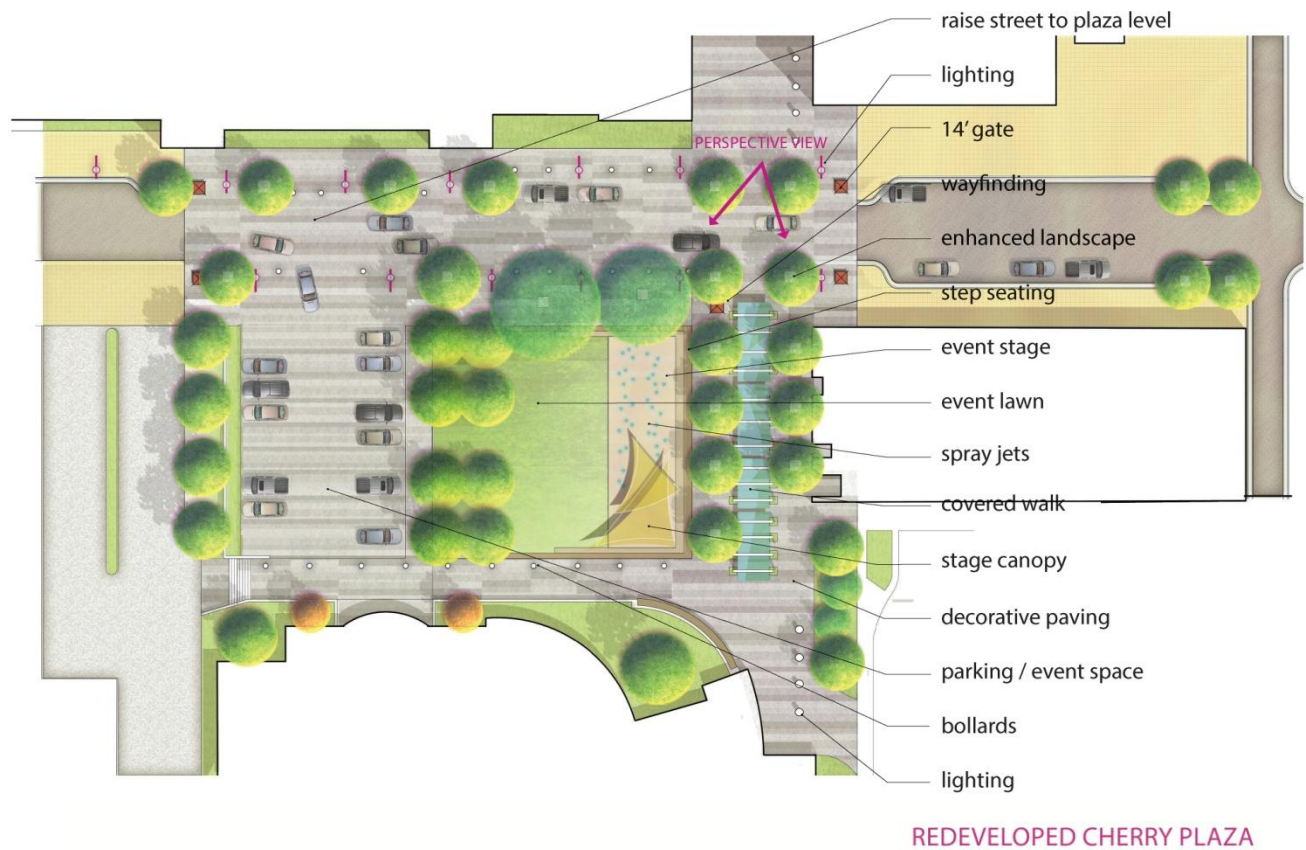 raise street to plaza level
lighting
14' gate
PERSPECTIVE VIEW
wayfinding
enhanced landscape
step seating
event stage
event lawn
spray jets
covered walk
stage canopy
decorative paving
parking / event space
bollards
lighting
REDEVELOPED CHERRY PLAZA